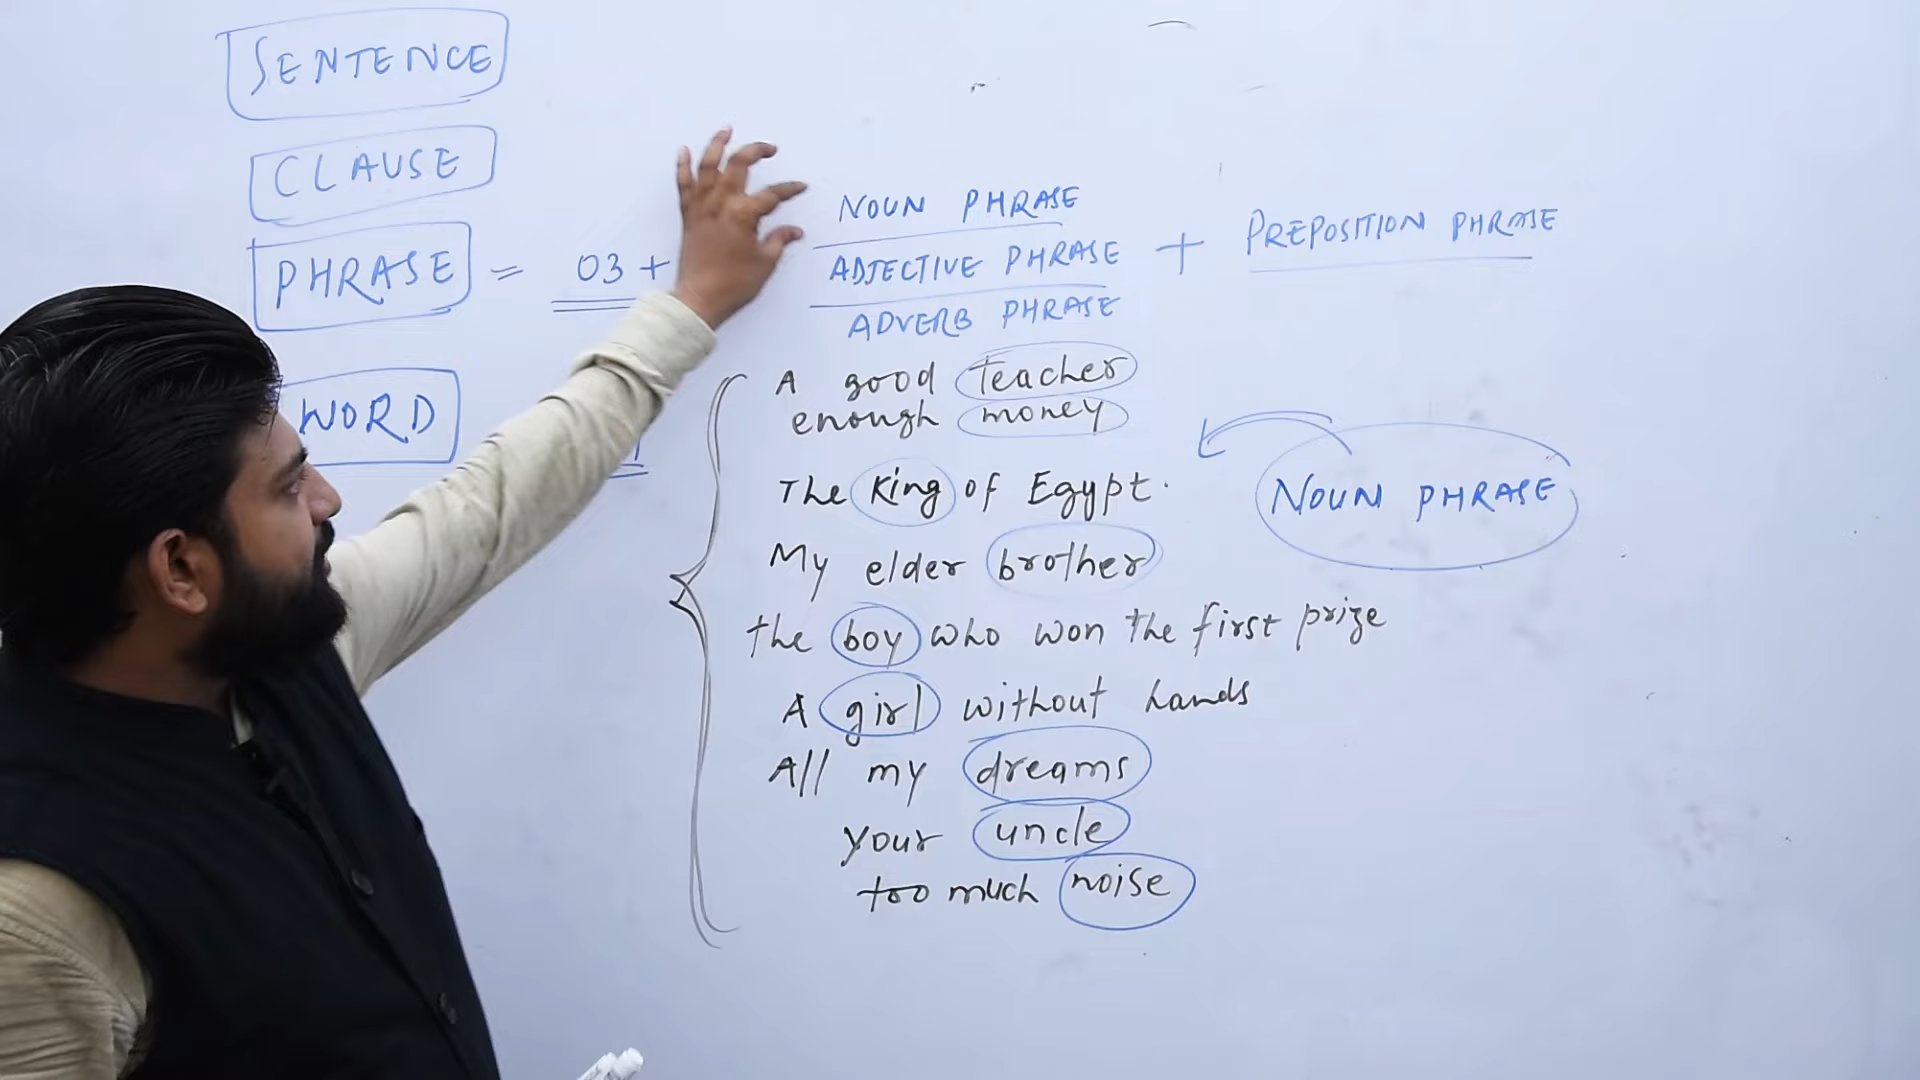 SENTENCE
CLAUSE
PHRASE = 03 +
WORD
NOUN PHRASE
ADJECTIVE PHRASE + PREPOSITION PHRASE
ADVERB PHRASE
A good teacher
enough money
The King of Egypt.
NOUN PHRASE
My elder brother
the boy who won the first prize
A girl without hands
All my dreams
your uncle
too much noise